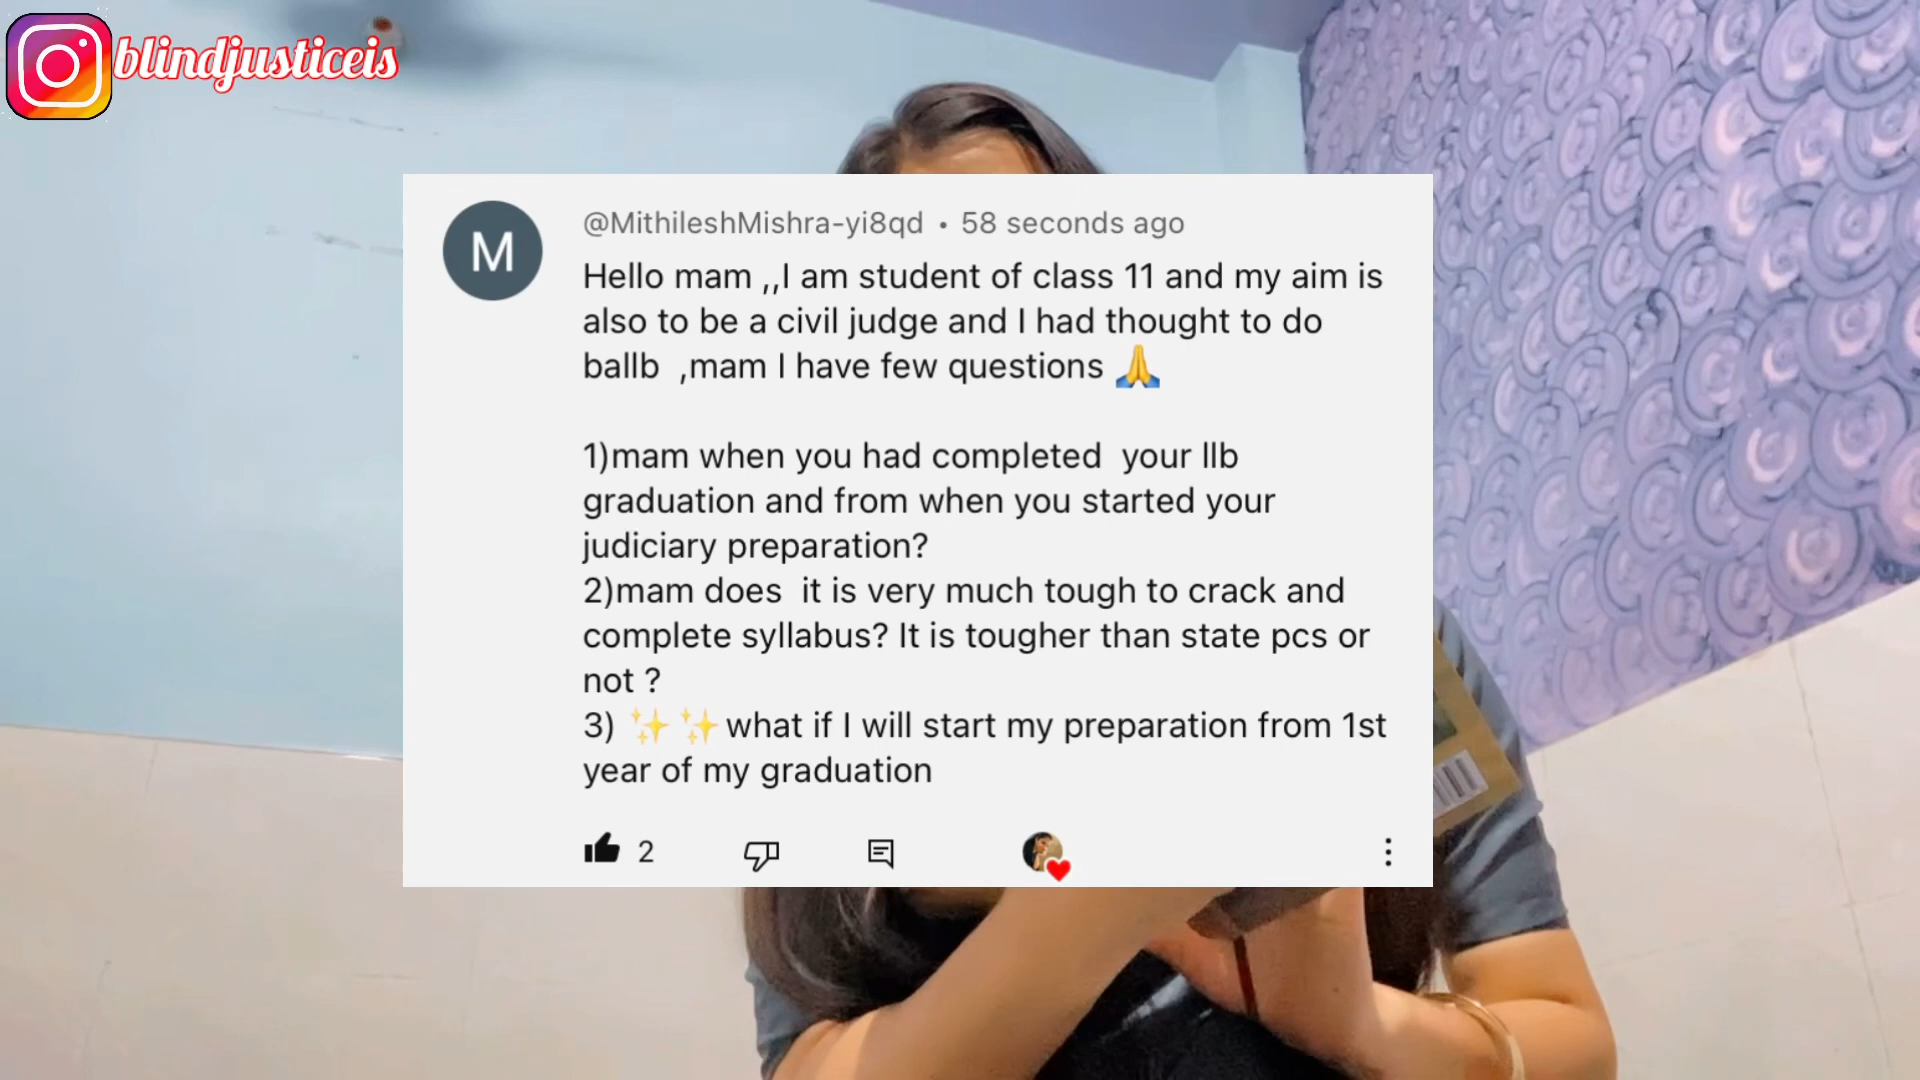 blindjusticeis
M
@MithileshMishra-yi8qd • 58 seconds ago
Hello mam ,,I am student of class 11 and my aim is
also to be a civil judge and I had thought to do
ballb ,mam I have few questions 🙏
1)mam when you had completed your llb
graduation and from when you started your
judiciary preparation?
2)mam does it is very much tough to crack and
complete syllabus? It is tougher than state pcs or
not ?
3) ✨ ✨ what if I will start my preparation from 1st
year of my graduation
2